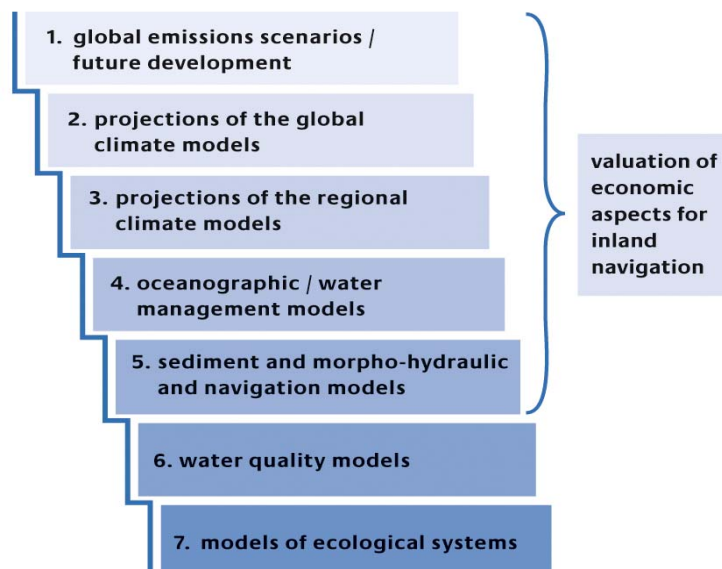 1. global emissions scenarios /
future development
2. projections of the global
climate models
3. projections of the regional
climate models
4. oceanographic / water
management models
5. sediment and morpho-hydraulic
and navigation models
6. water quality models
7. models of ecological systems
valuation of
economic
aspects for
inland
navigation